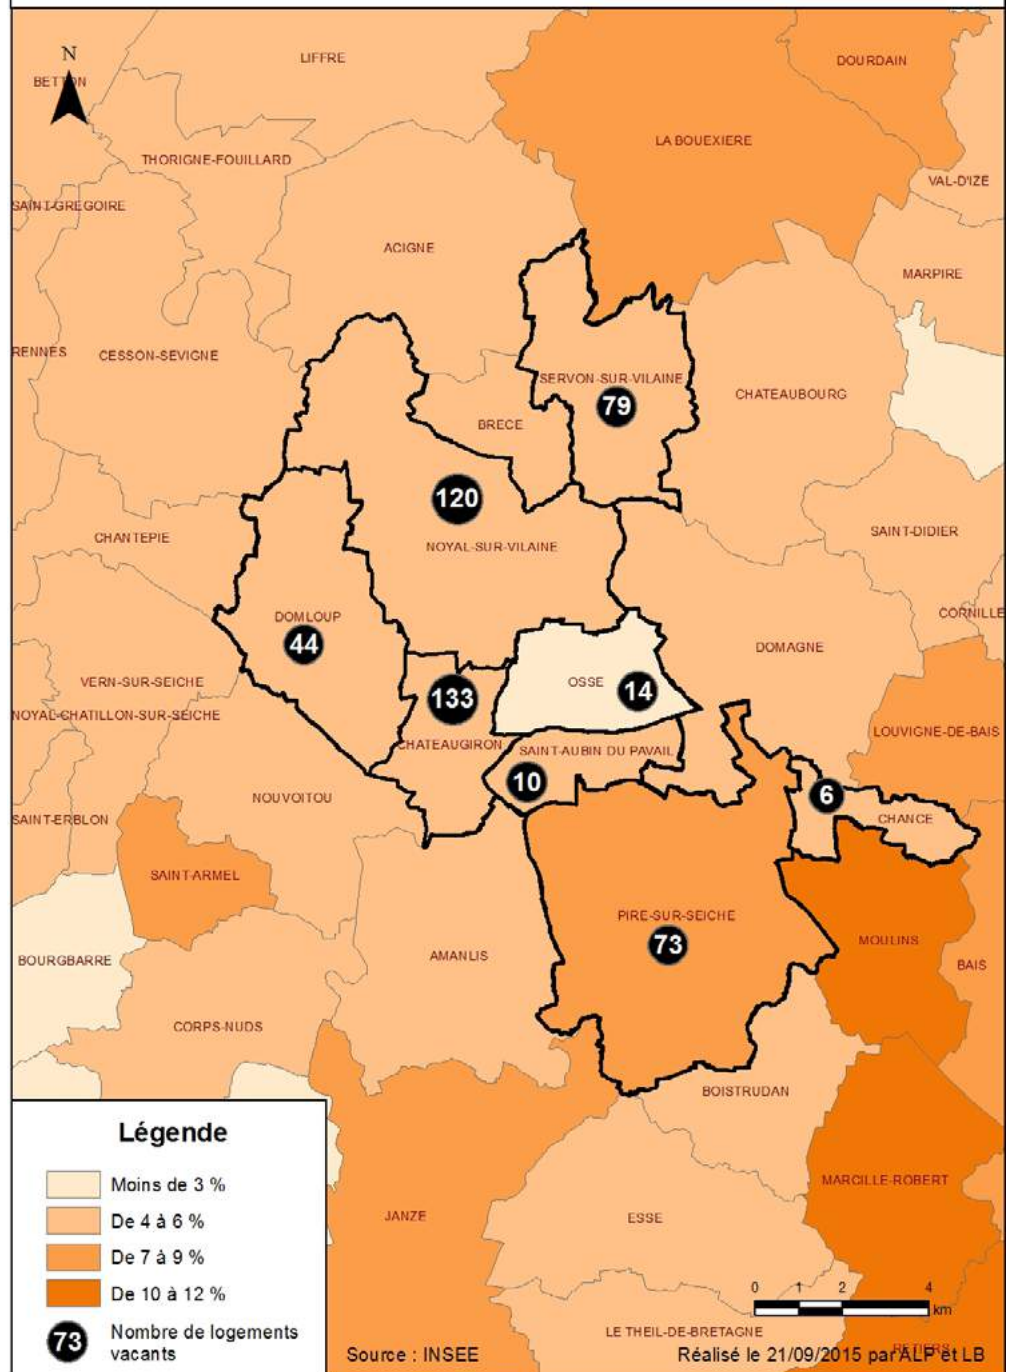 N
LIFFRE
DOURDAIN
BETTON
LA BOUEXIERE
THORIGNE-FOUILLARD
VAL-D'IZE
SAINT-GREGOIRE
ACIGNE
MARPIRE
RENNES
CESSON-SEVIGNE
SERVON-SUR-VILAINE
79
CHATEAUBOURG
BRECE
120
NOYAL-SUR-VILAINE
CHANTEPIE
SAINT-DIDIER
DOMLOUP
44
CORNILLE
DOMAGNE
VERN-SUR-SEICHE
OSSE
14
133
NOYAL-CHATILLON-SUR-SEICHE
LOUVIGNE-DE-BAIS
CHATEAUGIRON
SAINT-AUBIN DU PAVAIL
10
NOUVOITOU
6
CHANCE
SAINT-ERBLON
SAINT-ARMEL
PIRE-SUR-SEICHE
73
MOULINS
BOURGBARRE
AMANLIS
BAIS
CORPS-NUDS
BOISTRUDAN
MARCILLE-ROBERT
JANZE
ESSE
LE THEIL-DE-BRETAGNE
RETIERS
Légende
Moins de 3 %
De 4 à 6 %
De 7 à 9 %
De 10 à 12 %
73
Nombre de logements
vacants
0 1 2 4
km
Source : INSEE
Réalisé le 21/09/2015 par ALP et LB